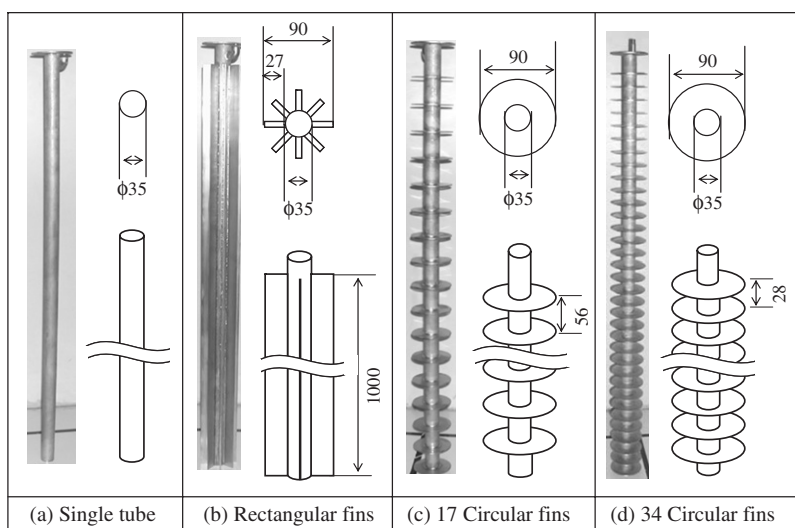 φ35
(a) Single tube
90
27
φ35
1000
(b) Rectangular fins
90
φ35
56
(c) 17 Circular fins
90
φ35
28
(d) 34 Circular fins